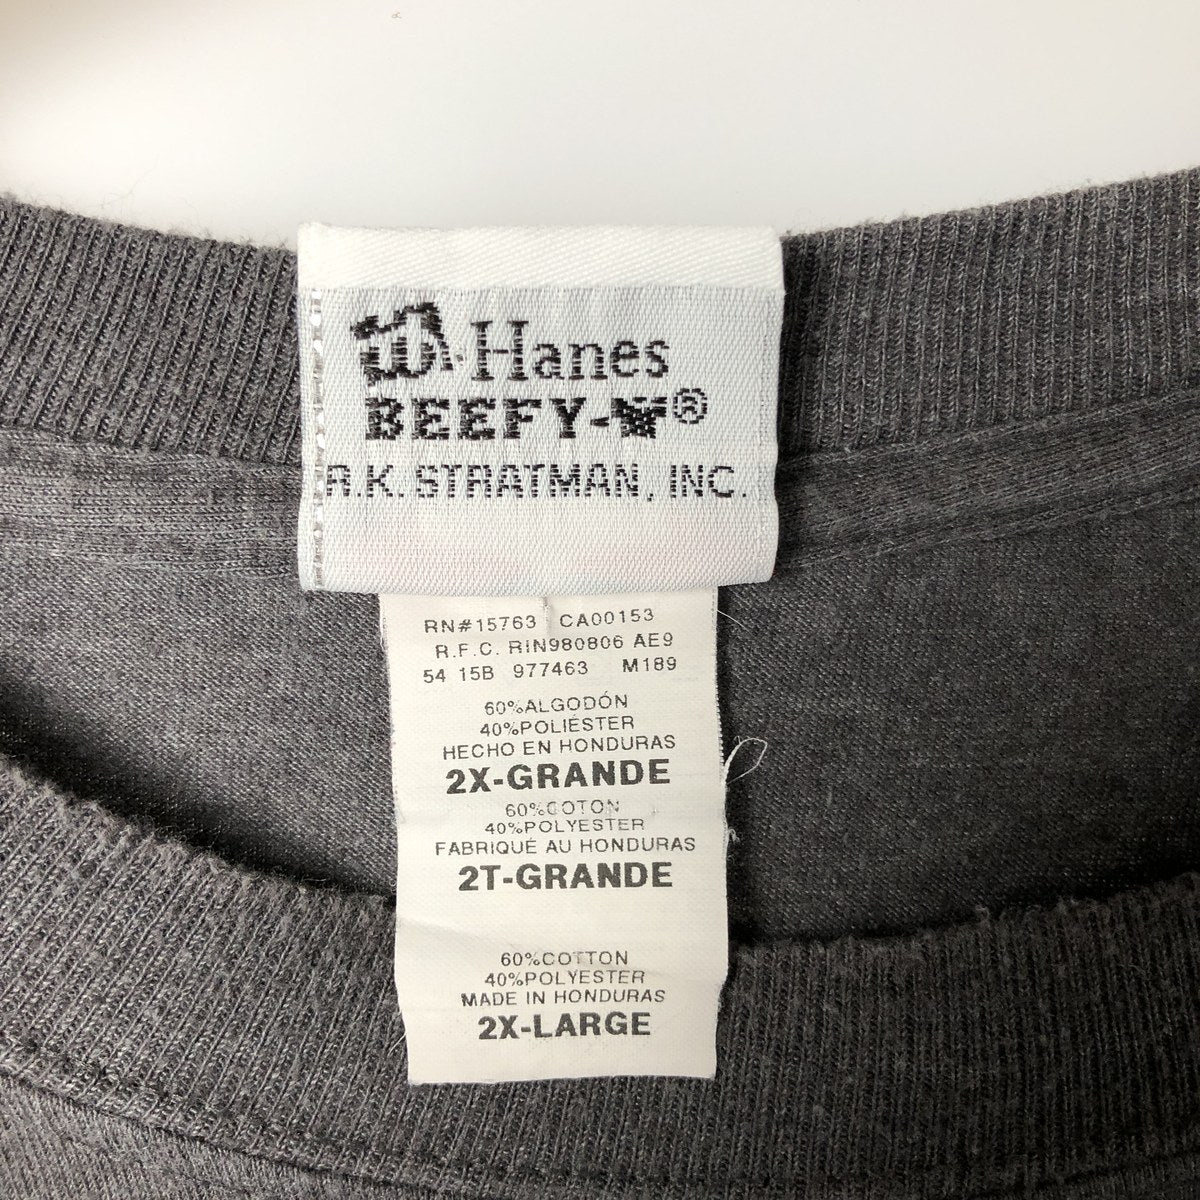 Hanes
BEEFY-T®
R.K. STRATMAN, INC.
RN#15763 CA00153
R.F.C. RIN980806 AE9
54 15B 977463 M189
60%ALGODÓN
40%POLIÉSTER
HECHO EN HONDURAS
2X-GRANDE
60%COTON
40%POLYESTER
FABRIQUÉ AU HONDURAS
2T-GRANDE
60%COTTON
40%POLYESTER
MADE IN HONDURAS
2X-LARGE